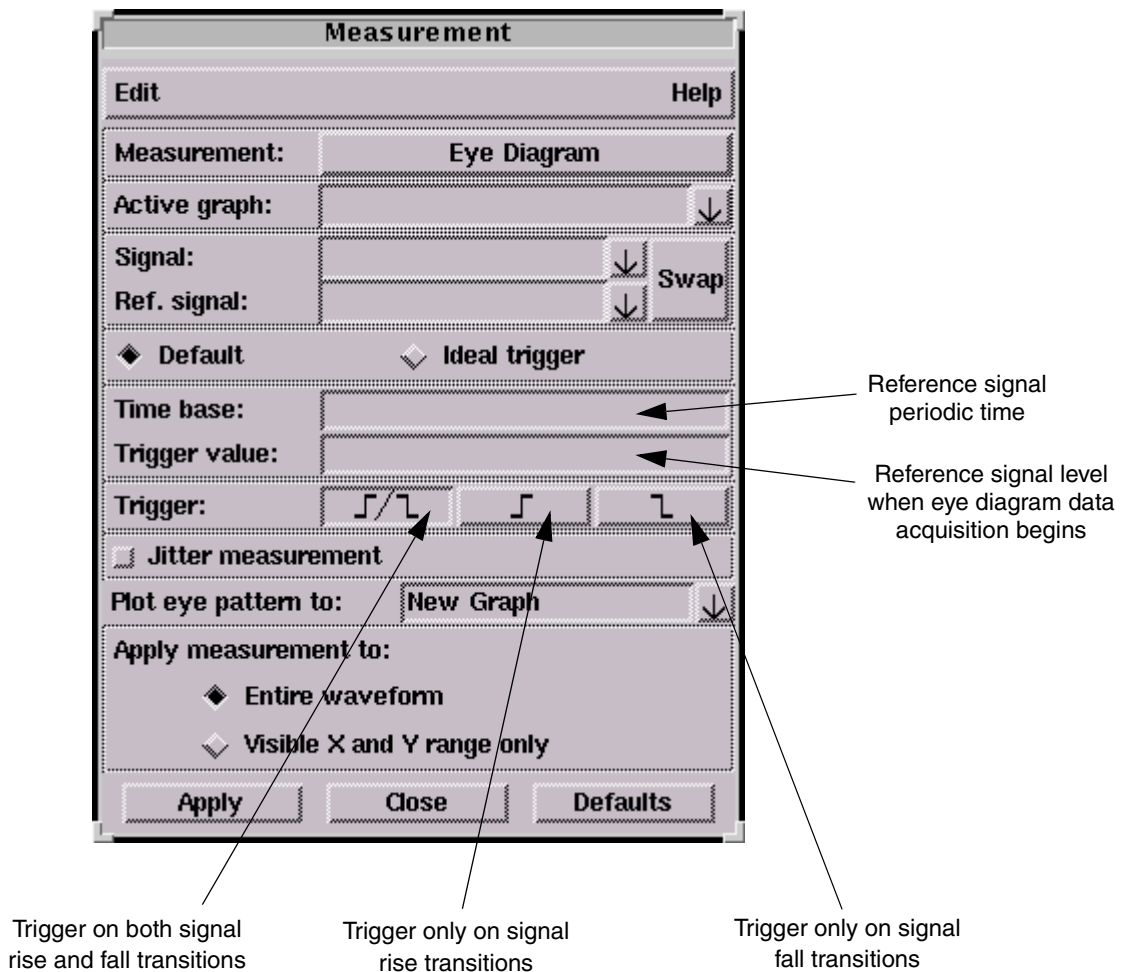 Measurement
Edit Help
Measurement: Eye Diagram
Active graph:
Signal:
Swap
Ref. signal:
Default Ideal trigger
Time base:
Trigger value:
Trigger:
Jitter measurement
Plot eye pattern to: New Graph
Apply measurement to:
Entire waveform
Visible X and Y range only
Apply Close Defaults
Reference signal
periodic time
Reference signal level
when eye diagram data
acquisition begins
Trigger on both signal
rise and fall transitions
Trigger only on signal
rise transitions
Trigger only on signal
fall transitions